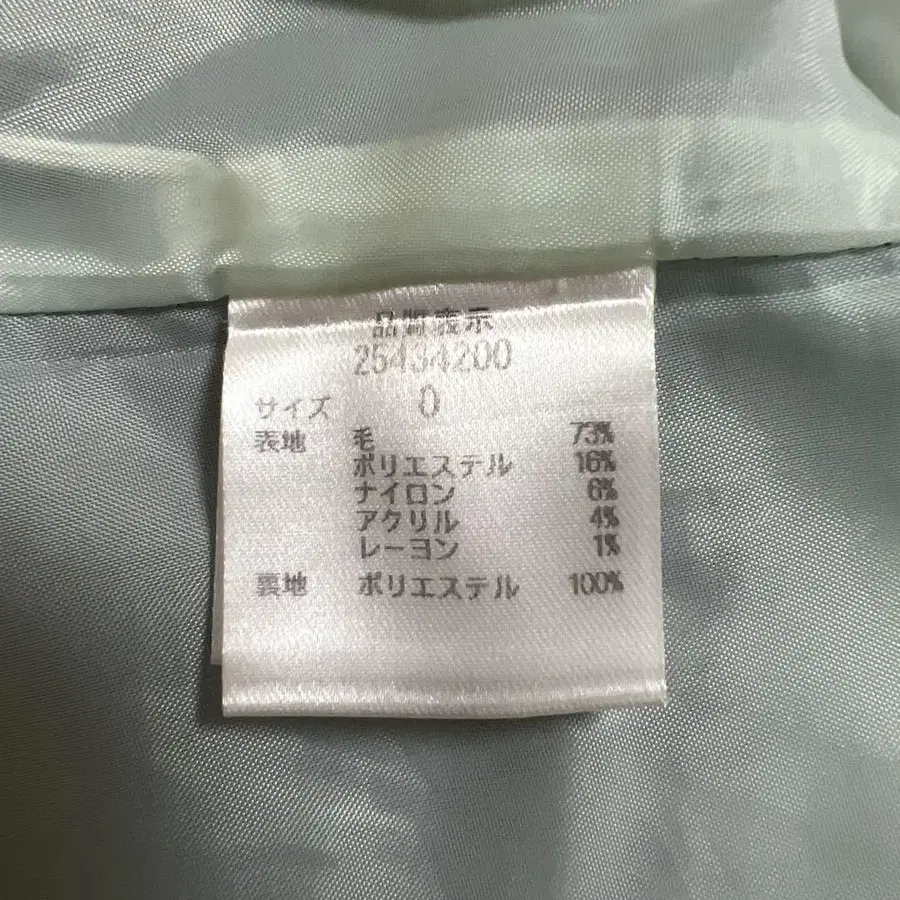 品質表示
25434200
サイズ 0
表地 毛 73%
ポリエステル 16%
ナイロン 6%
アクリル 4%
レーヨン 1%
裏地 ポリエステル 100%